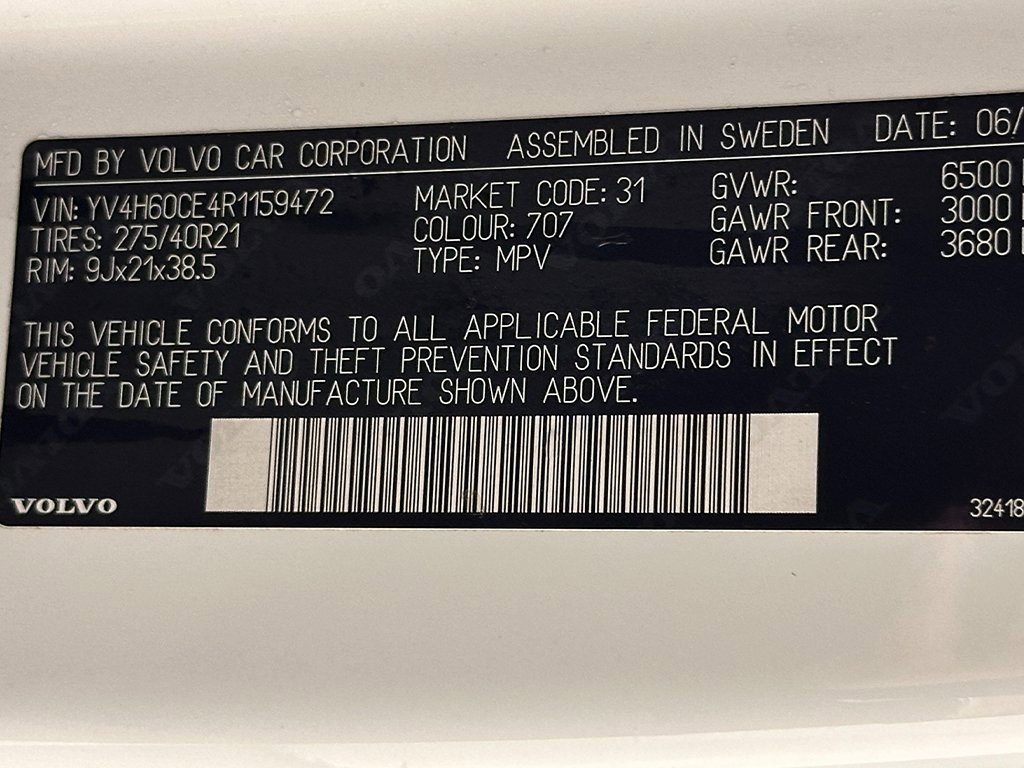 MFD BY VOLVO CAR CORPORATION ASSEMBLED IN SWEDEN DATE: 06/
VIN: YV4H60CE4R1159472 MARKET CODE: 31 GVWR: 6500
TIRES: 275/40R21 COLOUR: 707 GAWR FRONT: 3000
RIM: 9Jx21x38.5 TYPE: MPV GAWR REAR: 3680
THIS VEHICLE CONFORMS TO ALL APPLICABLE FEDERAL MOTOR
VEHICLE SAFETY AND THEFT PREVENTION STANDARDS IN EFFECT
ON THE DATE OF MANUFACTURE SHOWN ABOVE.
VOLVO 32418